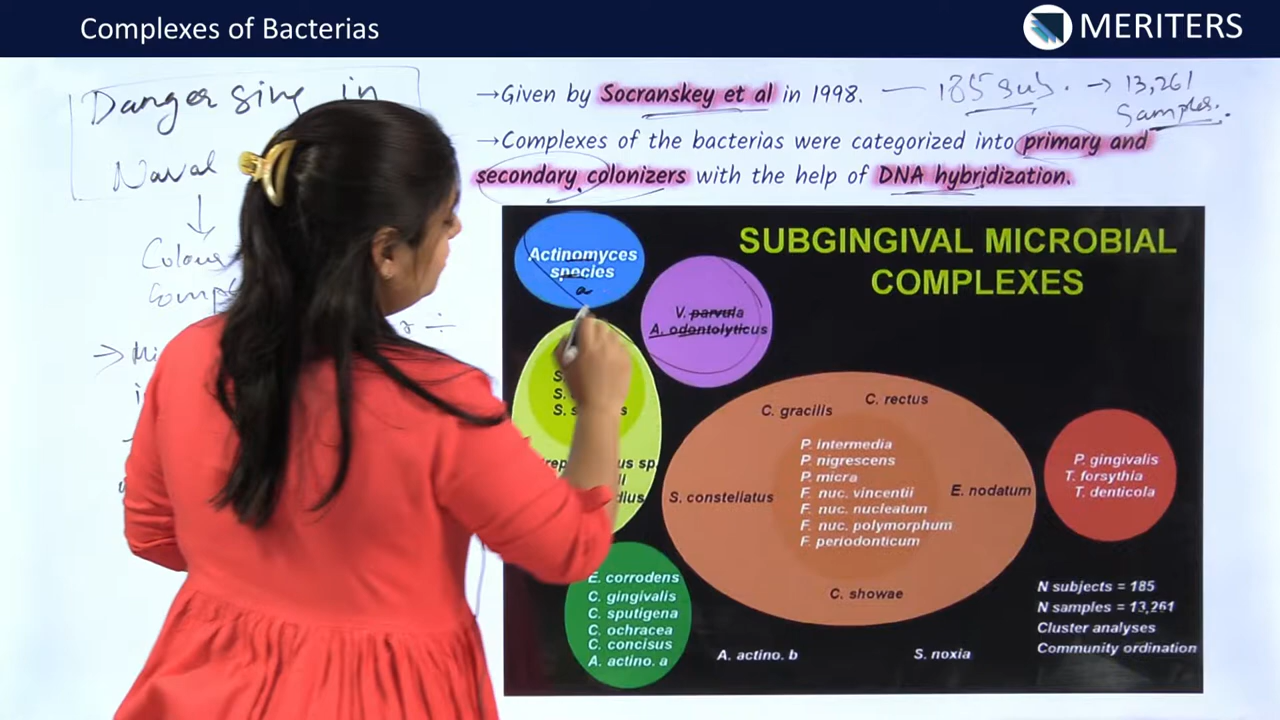 Complexes of Bacterias
MERITERS
Danger sing in
Naval
Colour
→Given by Socranskey et al in 1998. — 185 sub. → 13,261
Samples.
→Complexes of the bacterias were categorized into primary and
secondary colonizers with the help of DNA hybridization.
SUBGINGIVAL MICROBIAL
COMPLEXES
Actinomyces
species
a
V. parvula
A. odontolyticus
C. gracilis
C. rectus
P. intermedia
P. nigrescens
P. micra
F. nuc. vincentii
F. nuc. nucleatum
F. nuc. polymorphum
F. periodonticum
S. constellatus
E. nodatum
C. showae
P. gingivalis
T. forsythia
T. denticola
E. corrodens
C. gingivalis
C. sputigena
C. ochracea
C. concisus
A. actino. a
A. actino. b
S. noxia
N subjects = 185
N samples = 13,261
Cluster analyses
Community ordination